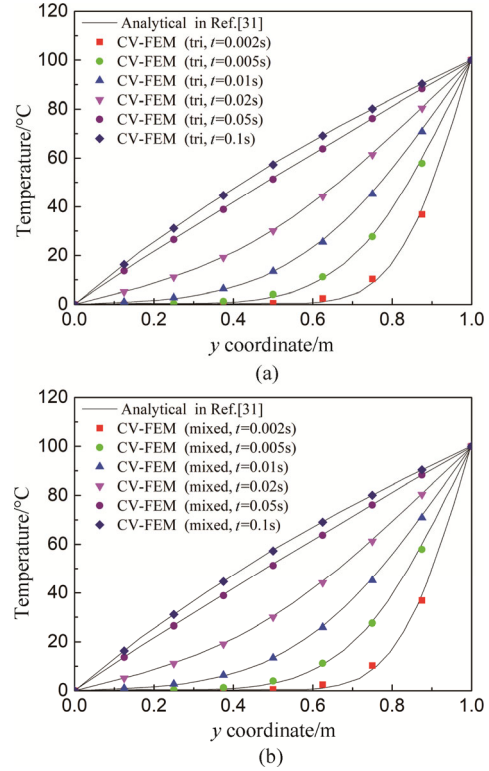 120
100
80
60
40
20
0
Temperature/°C
Analytical in Ref.[31]
CV-FEM (tri, t=0.002s)
CV-FEM (tri, t=0.005s)
CV-FEM (tri, t=0.01s)
CV-FEM (tri, t=0.02s)
CV-FEM (tri, t=0.05s)
CV-FEM (tri, t=0.1s)
0.0 0.2 0.4 0.6 0.8 1.0
y coordinate/m
(a)
120
100
80
60
40
20
0
Temperature/°C
Analytical in Ref.[31]
CV-FEM (mixed, t=0.002s)
CV-FEM (mixed, t=0.005s)
CV-FEM (mixed, t=0.01s)
CV-FEM (mixed, t=0.02s)
CV-FEM (mixed, t=0.05s)
CV-FEM (mixed, t=0.1s)
0.0 0.2 0.4 0.6 0.8 1.0
y coordinate/m
(b)